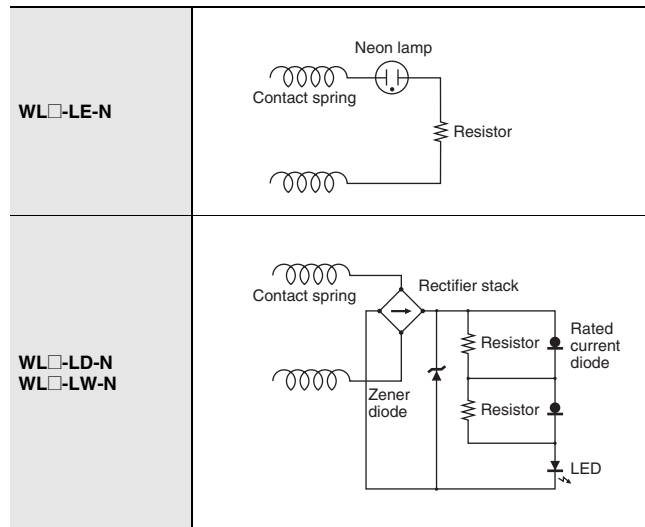 WL□-LE-N
Neon lamp
Contact spring
Resistor
WL□-LD-N
WL□-LW-N
Contact spring
Rectifier stack
Zener
diode
Resistor
Rated
current
diode
Resistor
LED